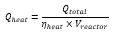 Q_heat = Q_total / (η_heat × V_reactor)